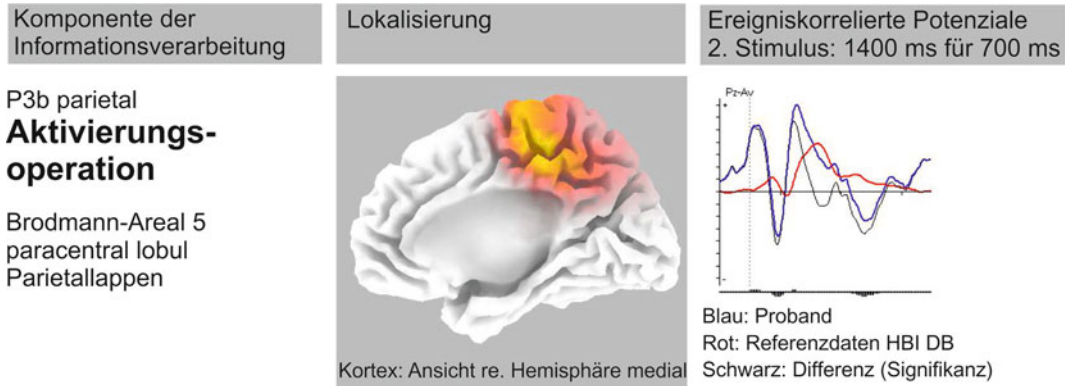 Komponente der
Informationsverarbeitung
P3b parietal
Aktivierungs-
operation
Brodmann-Areal 5
paracentral lobul
Parietallappen
Lokalisierung
Kortex: Ansicht re. Hemisphäre medial
Ereigniskorrelierte Potenziale
2. Stimulus: 1400 ms für 700 ms
Pz-Av
+
-
Blau: Proband
Rot: Referenzdaten HBI DB
Schwarz: Differenz (Signifikanz)